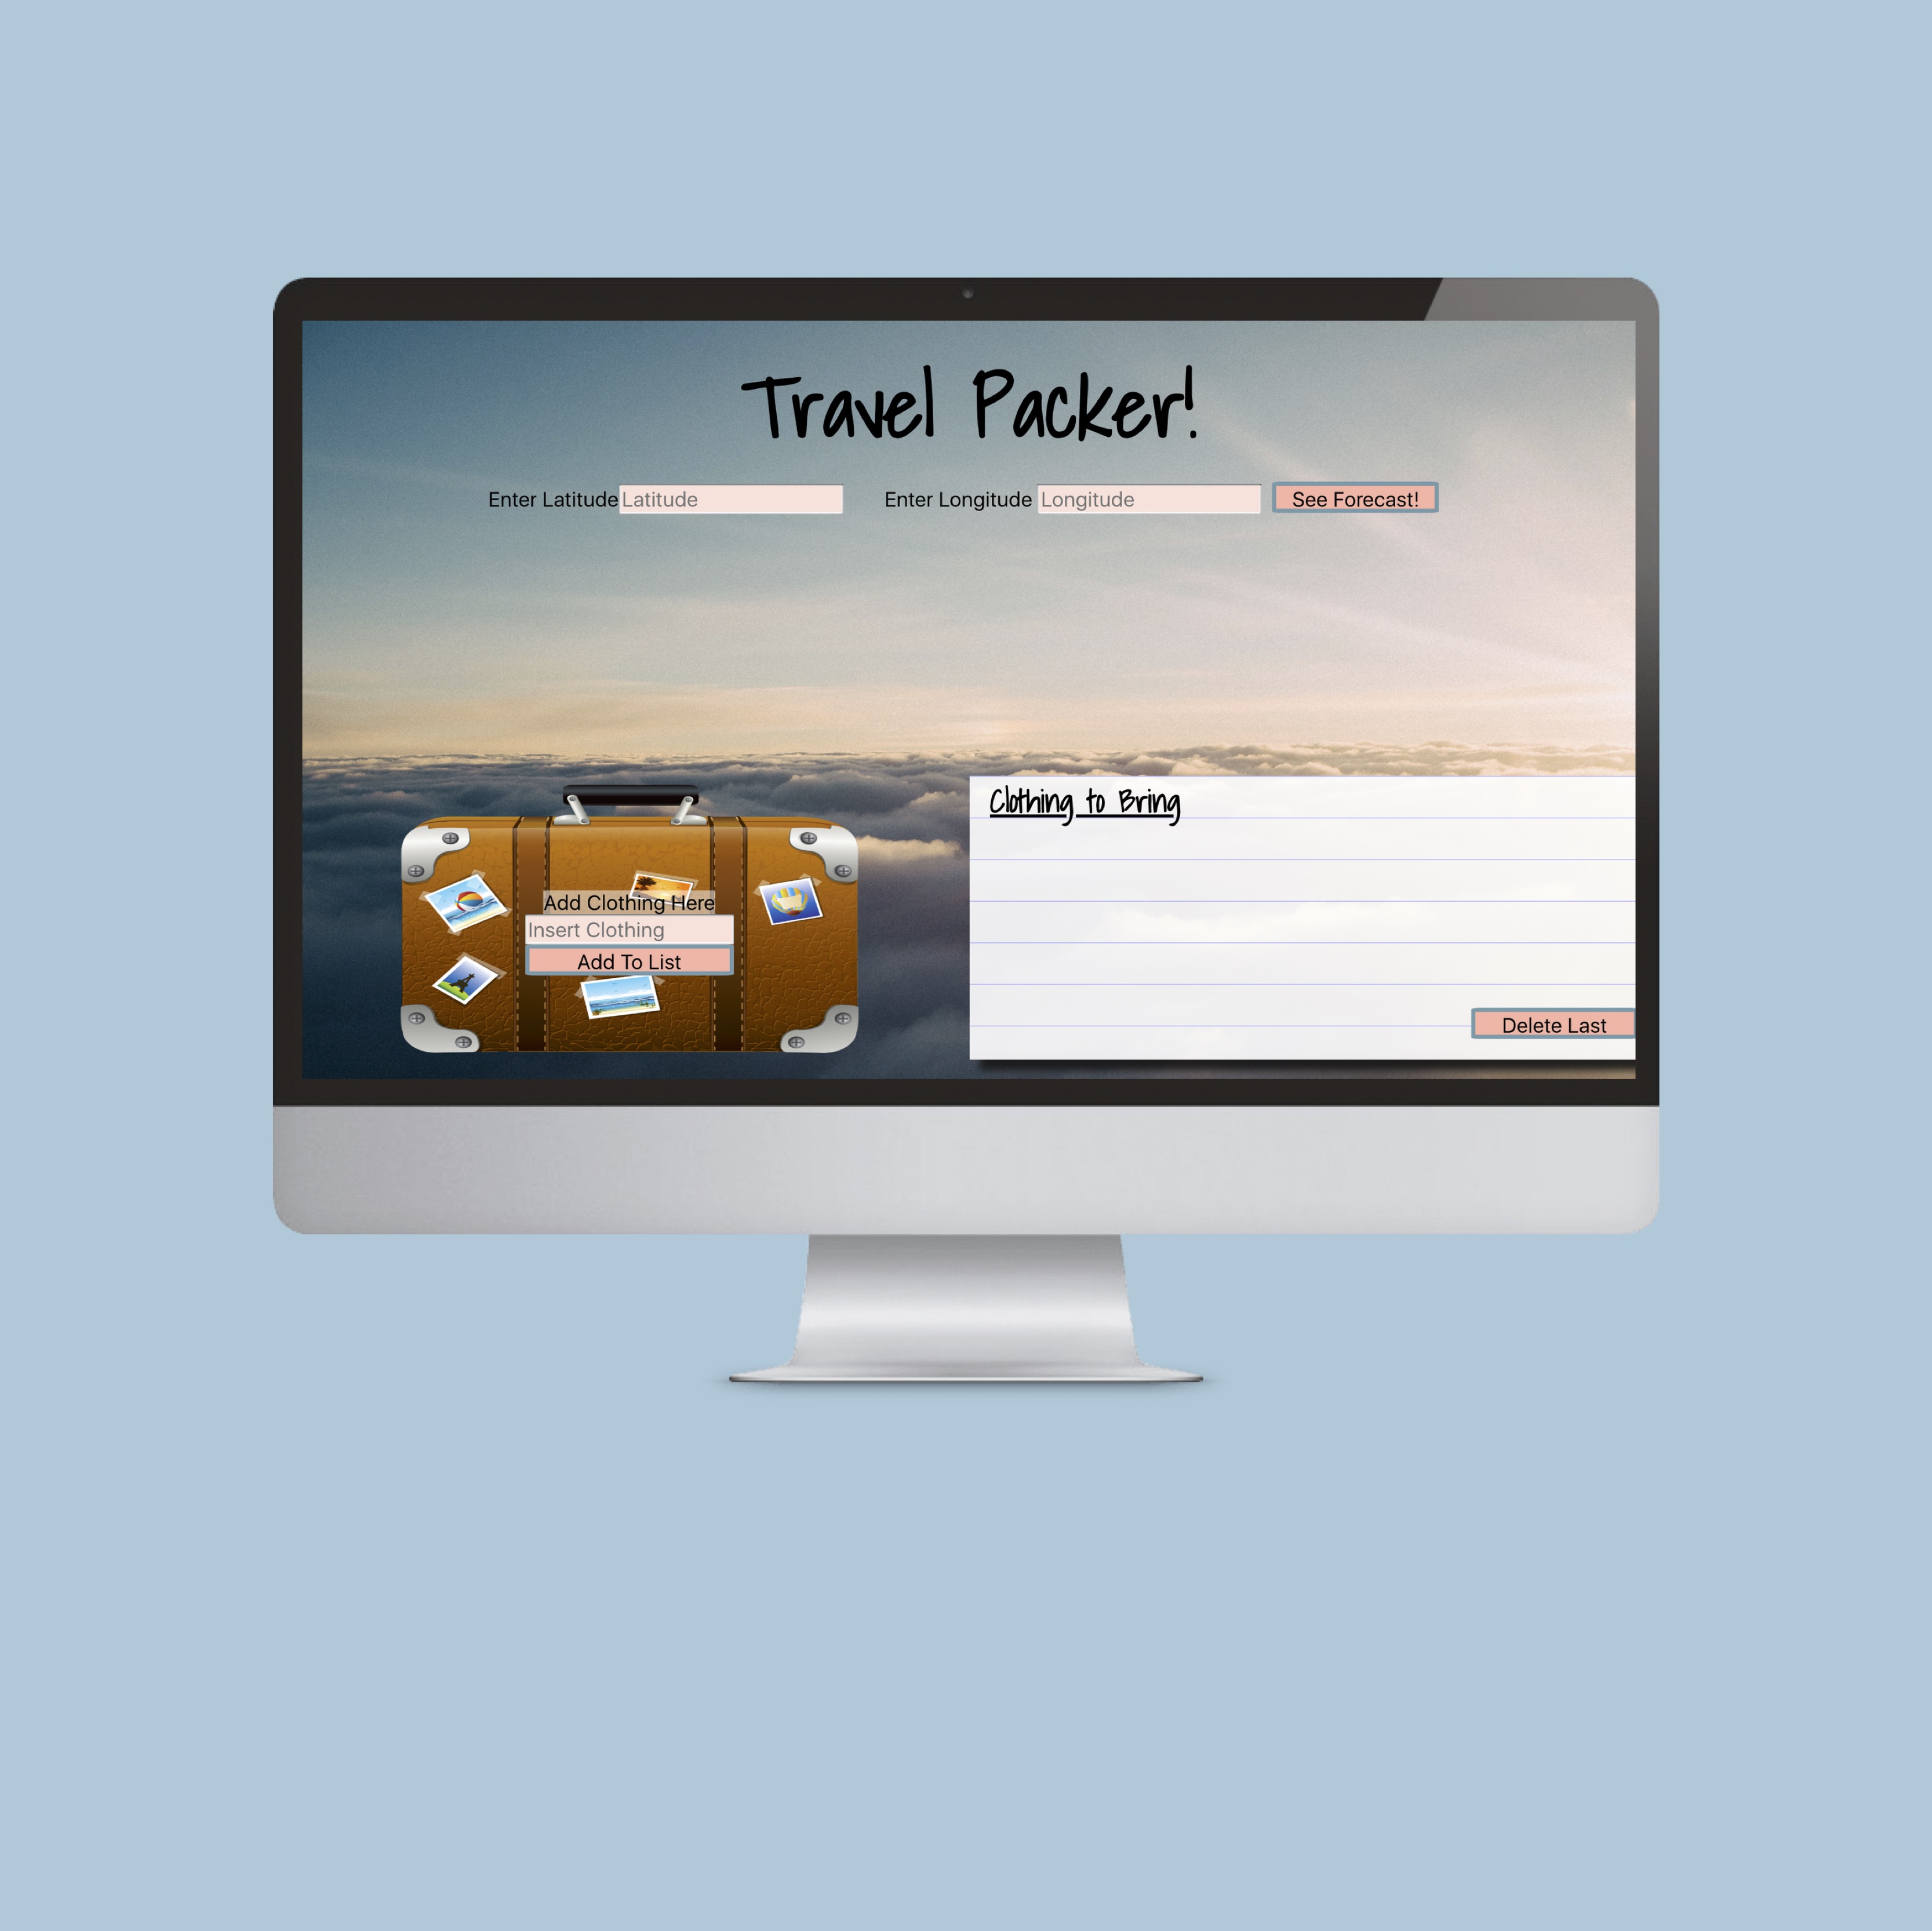 Travel Packer!
Enter Latitude Latitude Enter Longitude Longitude See Forecast!
Clothing to Bring
Add Clothing Here
Insert Clothing
Add To List
Delete Last